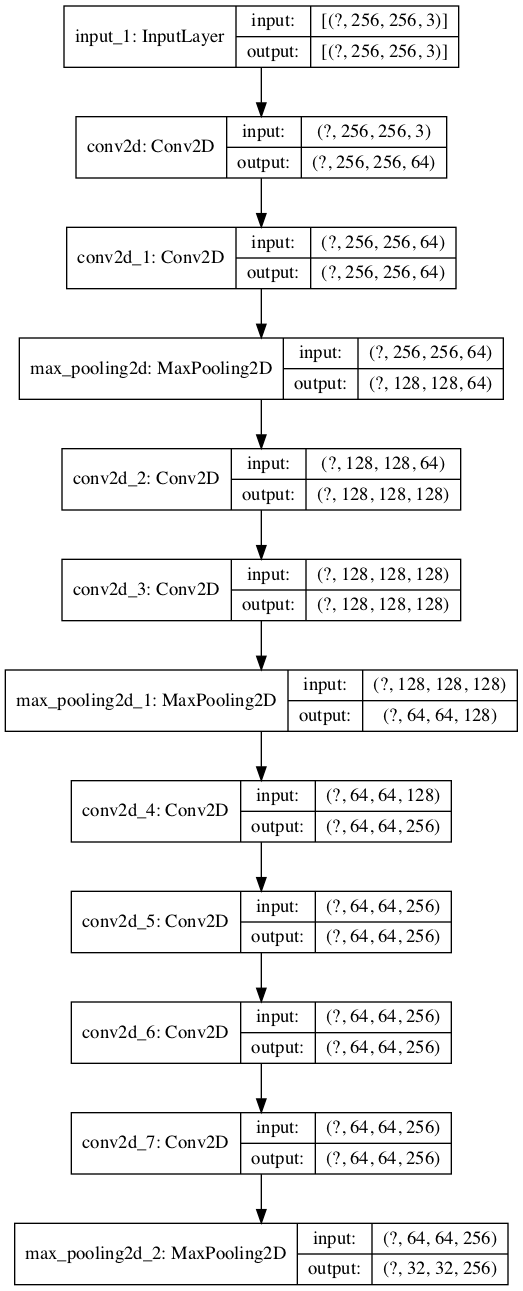 input_1: InputLayer
input: [(?, 256, 256, 3)]
output: [(?, 256, 256, 3)]
conv2d: Conv2D
input: (?, 256, 256, 3)
output: (?, 256, 256, 64)
conv2d_1: Conv2D
input: (?, 256, 256, 64)
output: (?, 256, 256, 64)
max_pooling2d: MaxPooling2D
input: (?, 256, 256, 64)
output: (?, 128, 128, 64)
conv2d_2: Conv2D
input: (?, 128, 128, 64)
output: (?, 128, 128, 128)
conv2d_3: Conv2D
input: (?, 128, 128, 128)
output: (?, 128, 128, 128)
max_pooling2d_1: MaxPooling2D
input: (?, 128, 128, 128)
output: (?, 64, 64, 128)
conv2d_4: Conv2D
input: (?, 64, 64, 128)
output: (?, 64, 64, 256)
conv2d_5: Conv2D
input: (?, 64, 64, 256)
output: (?, 64, 64, 256)
conv2d_6: Conv2D
input: (?, 64, 64, 256)
output: (?, 64, 64, 256)
conv2d_7: Conv2D
input: (?, 64, 64, 256)
output: (?, 64, 64, 256)
max_pooling2d_2: MaxPooling2D
input: (?, 64, 64, 256)
output: (?, 32, 32, 256)